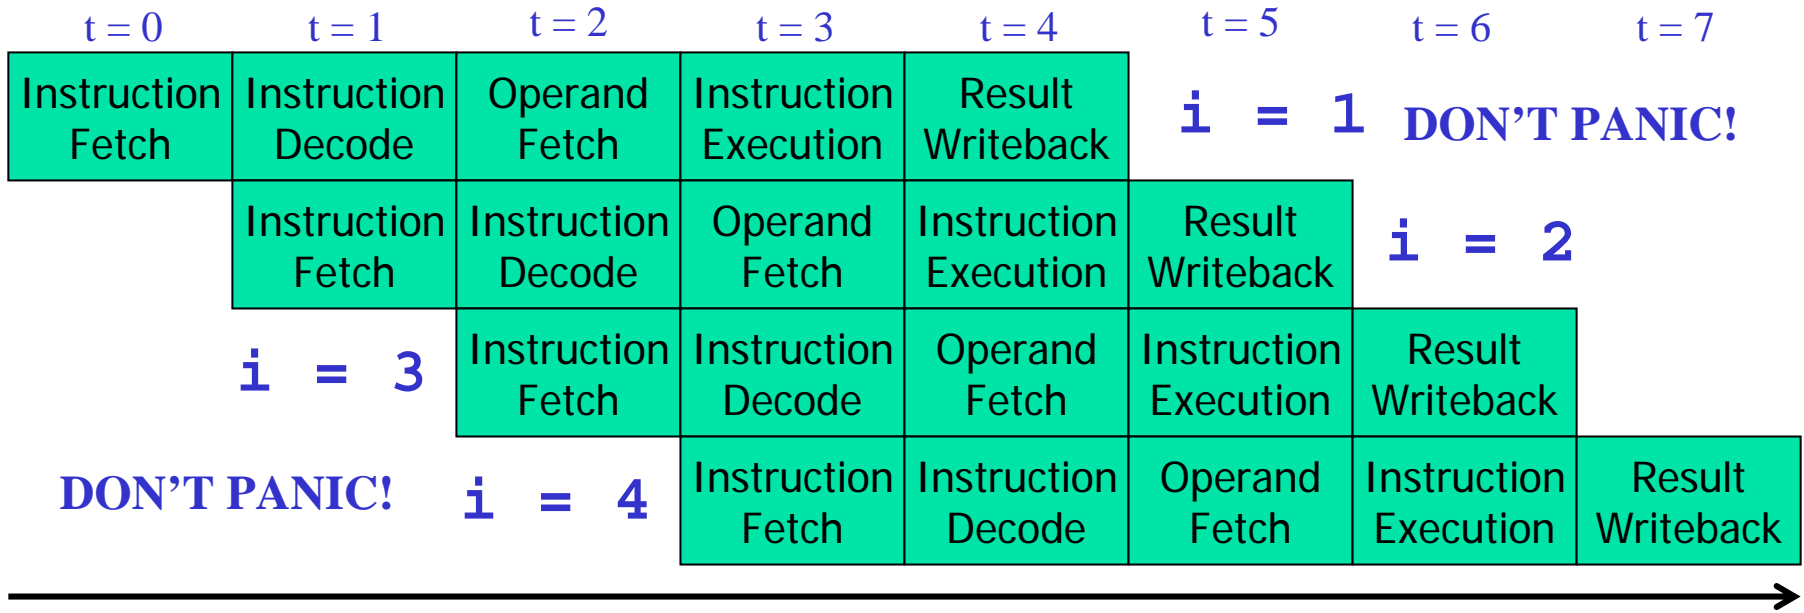 t = 0 t = 1 t = 2 t = 3 t = 4 t = 5 t = 6 t = 7
Instruction Instruction Operand Instruction Result
Fetch Decode Fetch Execution Writeback
i = 1 DON’T PANIC!
Instruction Instruction Operand Instruction Result
Fetch Decode Fetch Execution Writeback
i = 2
i = 3
Instruction Instruction Operand Instruction Result
Fetch Decode Fetch Execution Writeback
DON’T PANIC! i = 4
Instruction Instruction Operand Instruction Result
Fetch Decode Fetch Execution Writeback